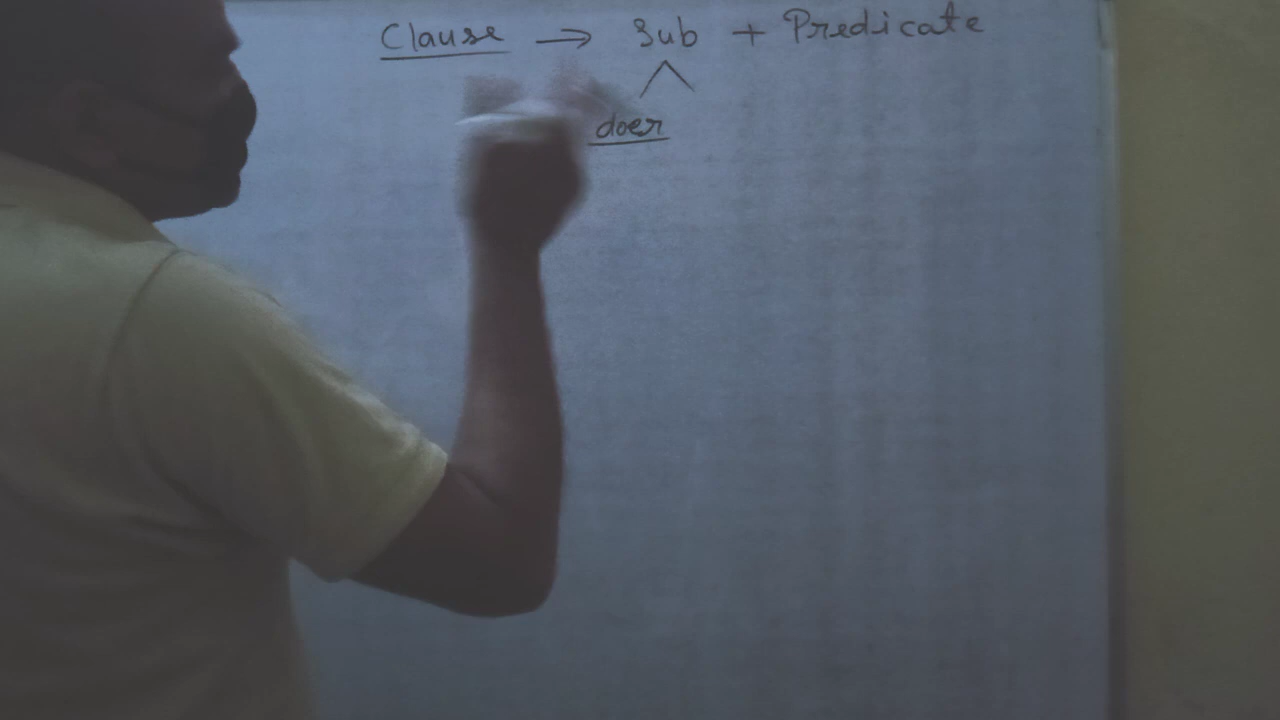 Clause → Sub + Predicate
doer